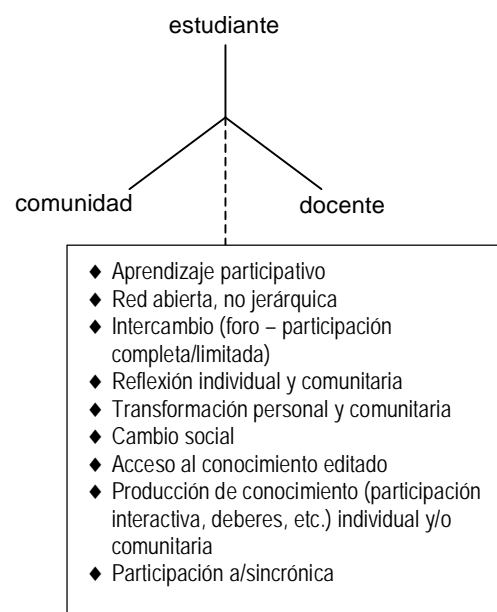 estudiante
comunidad
docente
♦ Aprendizaje participativo
♦ Red abierta, no jerárquica
♦ Intercambio (foro – participación
completa/limitada)
♦ Reflexión individual y comunitaria
♦ Transformación personal y comunitaria
♦ Cambio social
♦ Acceso al conocimiento editado
♦ Producción de conocimiento (participación
interactiva, deberes, etc.) individual y/o
comunitaria
♦ Participación a/sincrónica